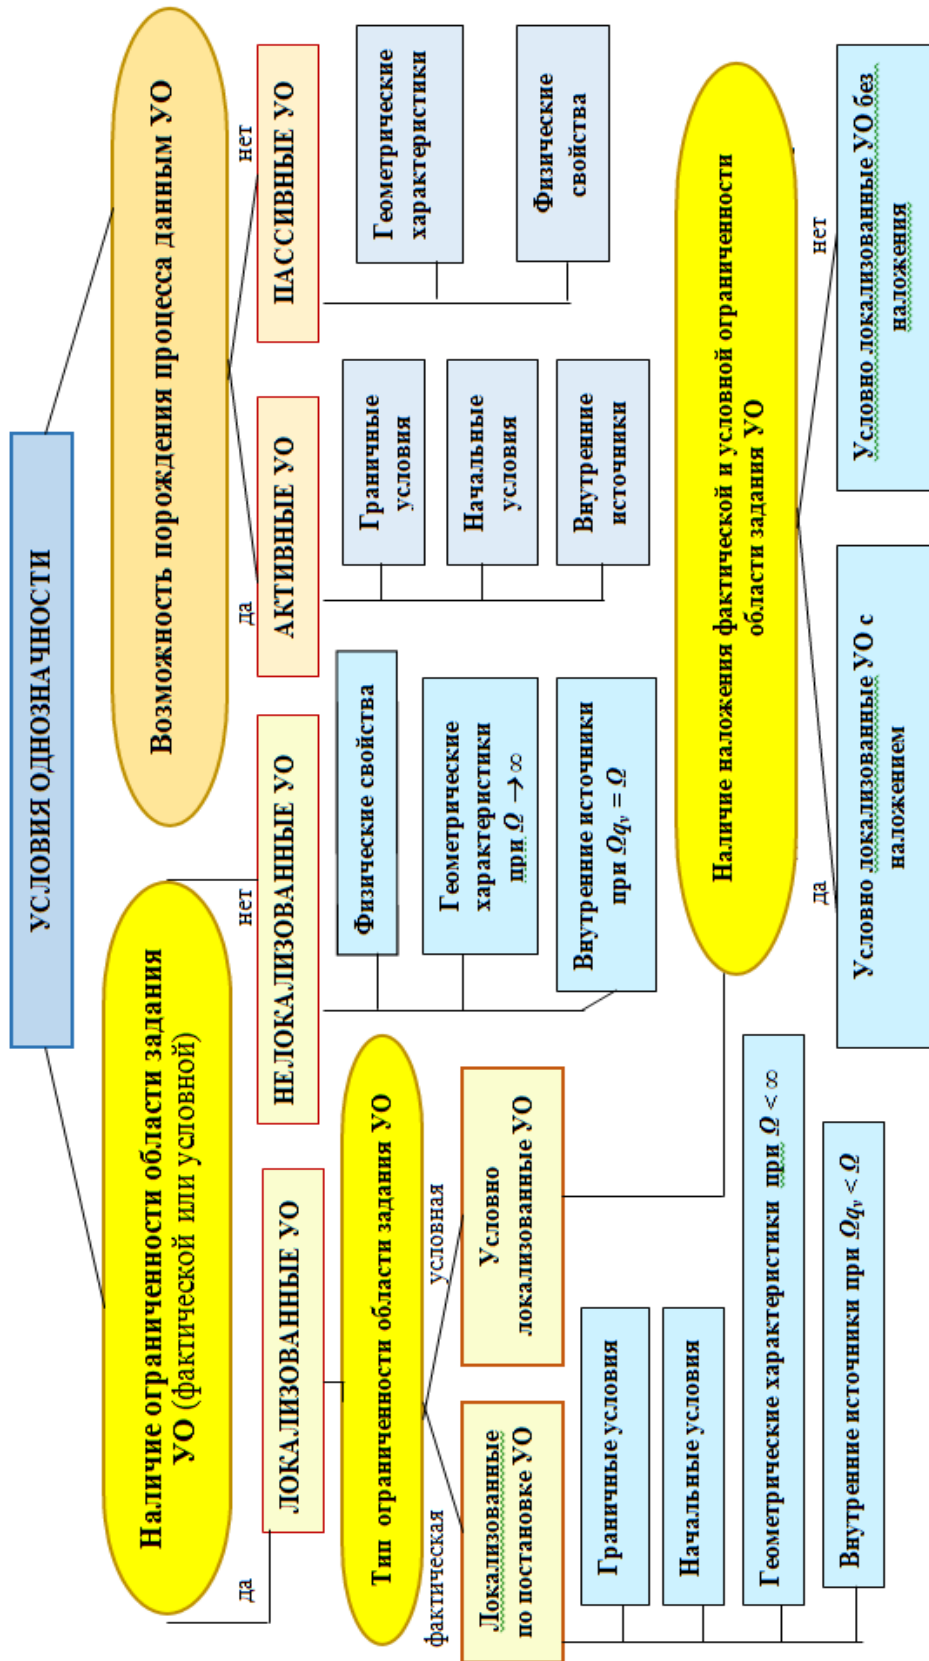 УСЛОВИЯ ОДНОЗНАЧНОСТИ
Наличие ограниченности области задания
УО (фактической или условной)
Возможность порождения процесса данным УО
да
нет
да
нет
ЛОКАЛИЗОВАННЫЕ УО
НЕЛОКАЛИЗОВАННЫЕ УО
АКТИВНЫЕ УО
ПАССИВНЫЕ УО
Тип ограниченности области задания УО
фактическая
условная
Локализованные
по постановке УО
Условно
локализованные УО
Граничные условия
Начальные условия
Геометрические характеристики при Ω < ∞
Внутренние источники при Ωqᵥ < Ω
Физические свойства
Геометрические
характеристики
при Ω → ∞
Внутренние источники
при Ωqᵥ = Ω
Граничные
условия
Начальные
условия
Внутренние
источники
Геометрические
характеристики
Физические
свойства
Наличие наложения фактической и условной ограниченности
области задания УО
да
нет
Условно локализованные УО с
наложением
Условно локализованные УО без
наложения